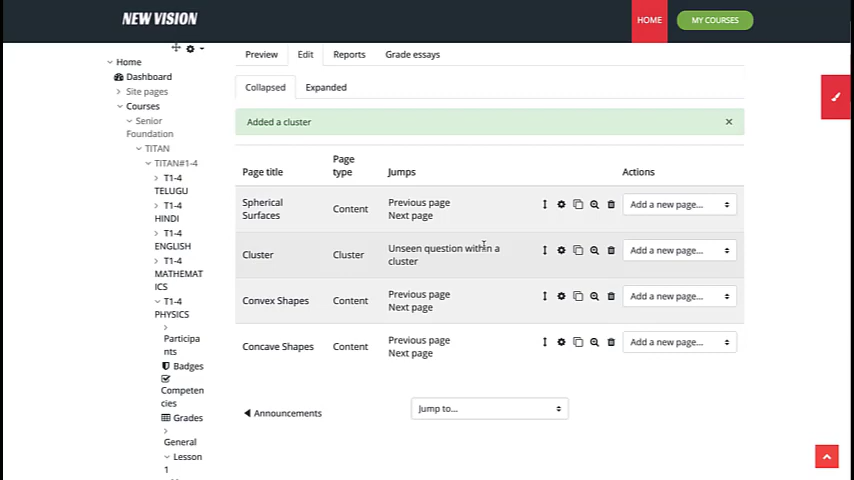 NEW VISION
HOME
MY COURSES
Home
Dashboard
Site pages
Courses
Senior
Foundation
TITAN
TITAN#1-4
T1-4
TELUGU
T1-4
HINDI
T1-4
ENGLISH
T1-4
MATHEMAT
ICS
T1-4
PHYSICS
Participa
nts
Badges
Competen
cies
Grades
General
Lesson
1
Preview
Edit
Reports
Grade essays
Collapsed
Expanded
Added a cluster
×
Page title
Page
type
Jumps
Actions
Spherical
Surfaces
Content
Previous page
Next page
Add a new page...
Cluster
Cluster
Unseen question within a
cluster
Add a new page...
Convex Shapes
Content
Previous page
Next page
Add a new page...
Concave Shapes
Content
Previous page
Next page
Add a new page...
◀ Announcements
Jump to...